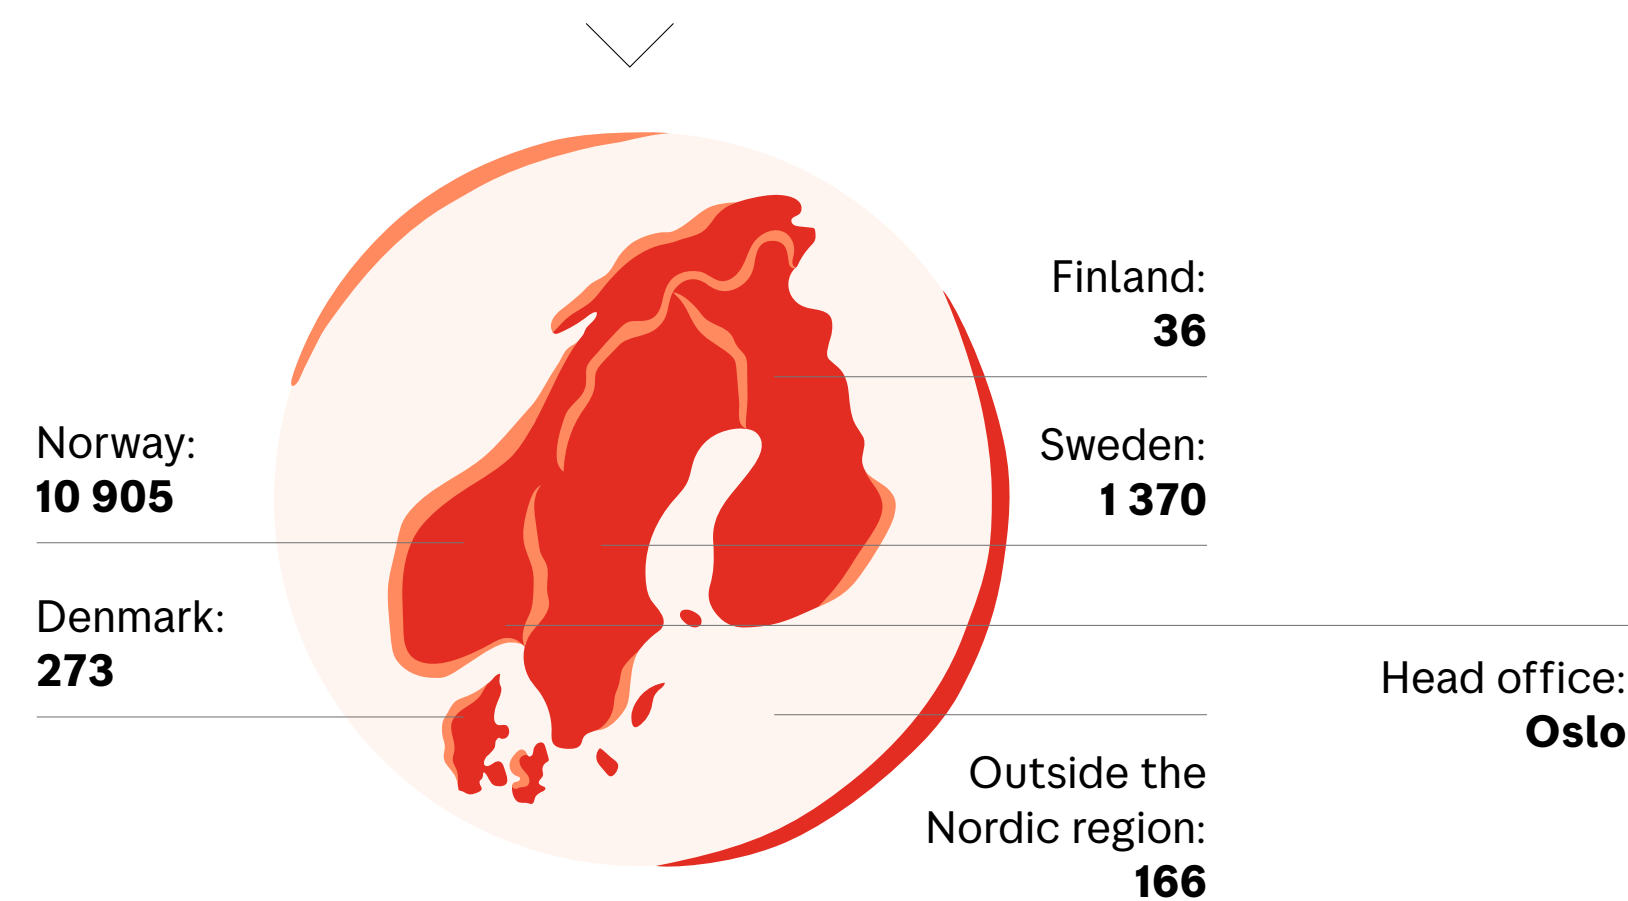 Norway:
10 905
Denmark:
273
Finland:
36
Sweden:
1 370
Outside the
Nordic region:
166
Head office:
Oslo